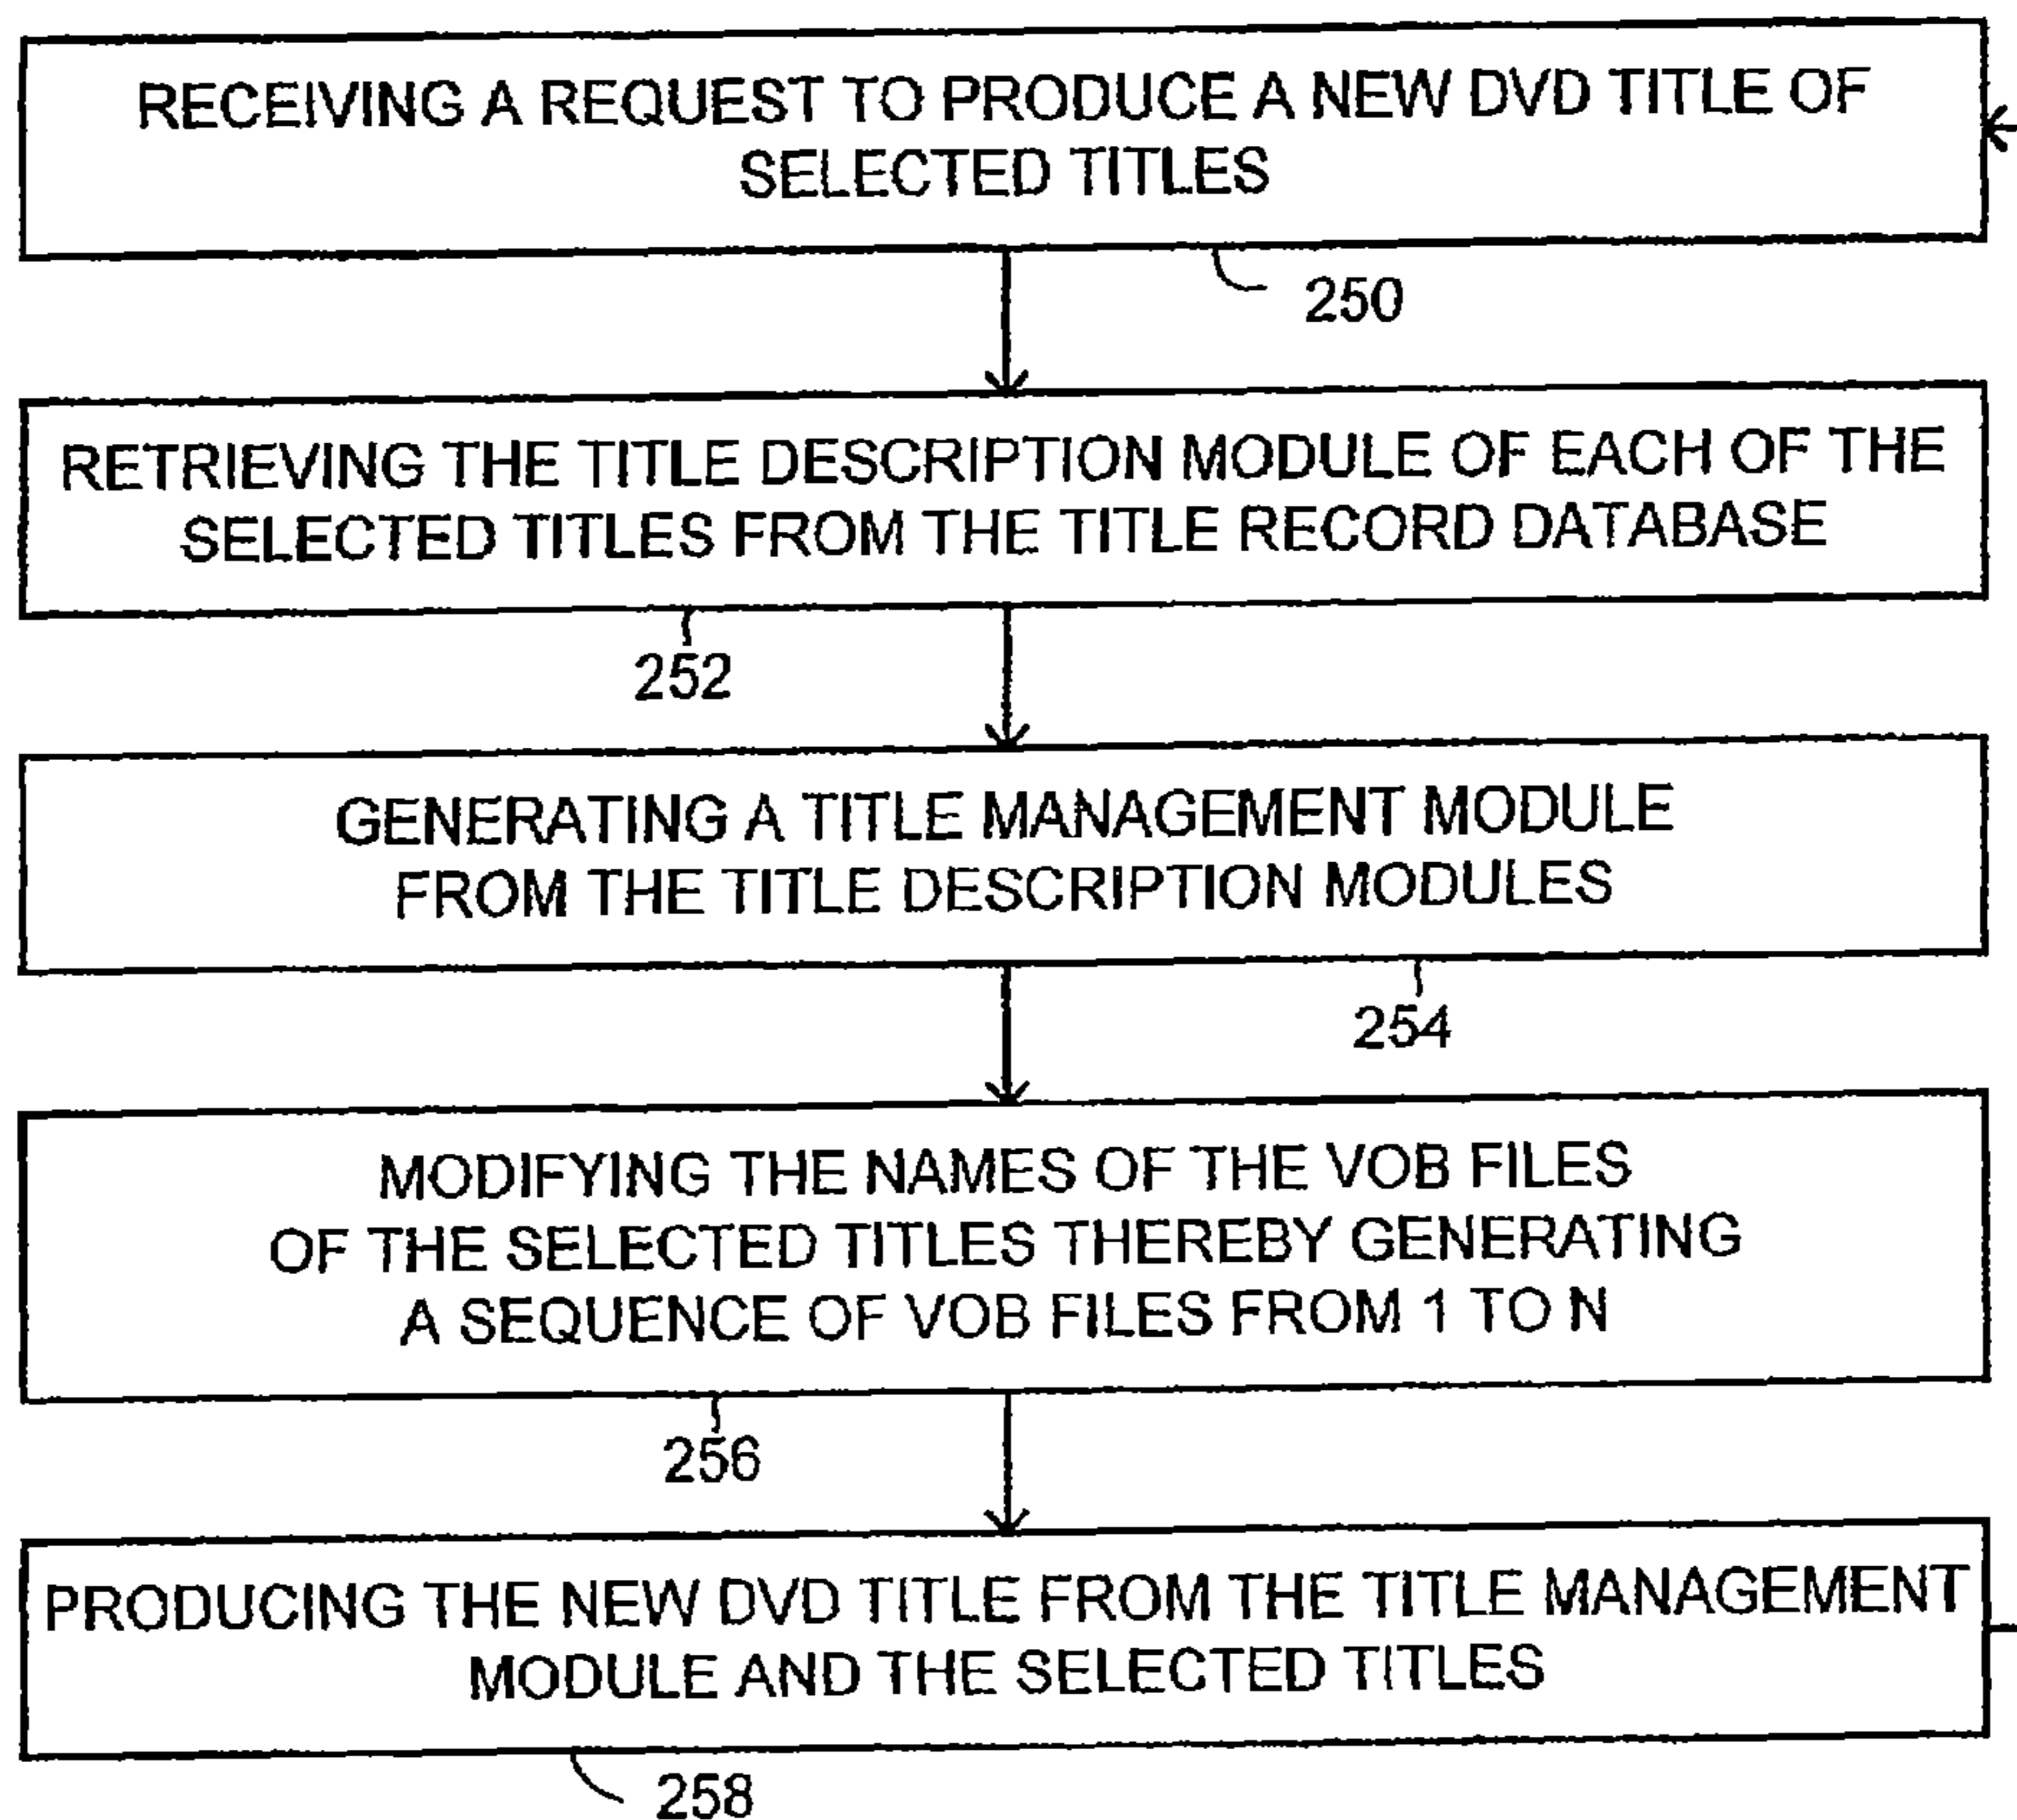 RECEIVING A REQUEST TO PRODUCE A NEW DVD TITLE OF
SELECTED TITLES
250
RETRIEVING THE TITLE DESCRIPTION MODULE OF EACH OF THE
SELECTED TITLES FROM THE TITLE RECORD DATABASE
252
GENERATING A TITLE MANAGEMENT MODULE
FROM THE TITLE DESCRIPTION MODULES
254
MODIFYING THE NAMES OF THE VOB FILES
OF THE SELECTED TITLES THEREBY GENERATING
A SEQUENCE OF VOB FILES FROM 1 TO N
256
PRODUCING THE NEW DVD TITLE FROM THE TITLE MANAGEMENT
MODULE AND THE SELECTED TITLES
258